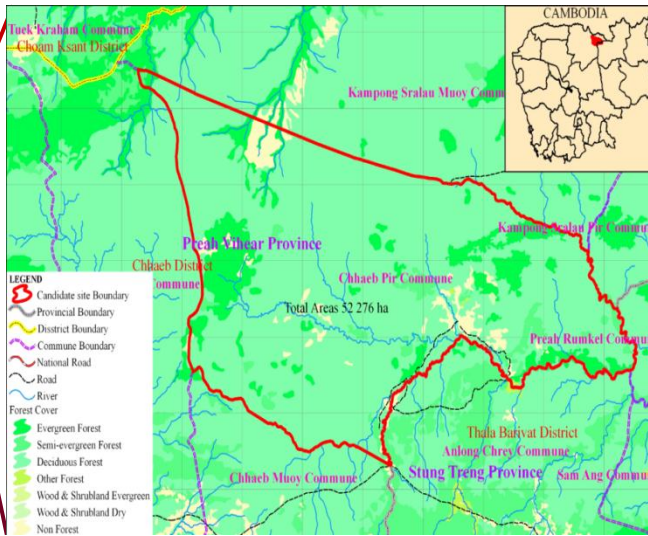 CAMBODIA
Tuek Kraham Commune
Choam Ksant District
Kampong Sralau Muoy Comm
Kampong Sralau Pir Commu
Preah Vihear Province
Chhaeb District
Commune
Chhaeb Pir Commune
Total Areas 52 276 ha
Preah Rumkel Commu
Thala Barivat District
Anlong Chrey Commune
Stung Treng Province
Sam Ang Commu
Chhaeb Muoy Commune
LEGEND
Candidate site Boundary
Provincial Boundary
Disstrict Boundary
Commune Boundary
National Road
Road
River
Forest Cover
Evergreen Forest
Semi-evergreen Forest
Deciduous Forest
Other Forest
Wood & Shrubland Evergreen
Wood & Shrubland Dry
Non Forest